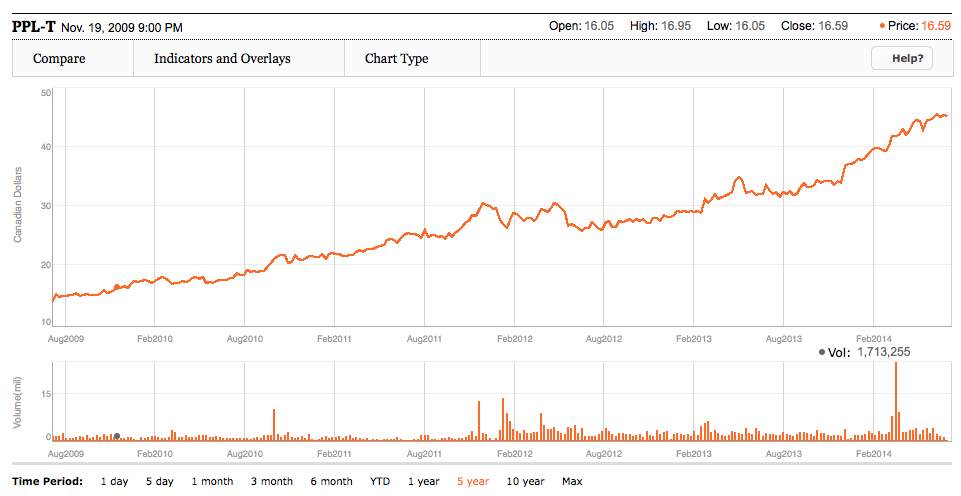 PPL-T Nov. 19, 2009 9:00 PM Open: 16.05 High: 16.95 Low: 16.05 Close: 16.59 Price: 16.59
Compare Indicators and Overlays Chart Type Help?
50
40
30
20
10
Canadian Dollars
Aug2009 Feb2010 Aug2010 Feb2011 Aug2011 Feb2012 Aug2012 Feb2013 Aug2013 Feb2014
Vol: 1,713,255
15
0
Volume(mil)
Aug2009 Feb2010 Aug2010 Feb2011 Aug2011 Feb2012 Aug2012 Feb2013 Aug2013 Feb2014
Time Period: 1 day 5 day 1 month 3 month 6 month YTD 1 year 5 year 10 year Max